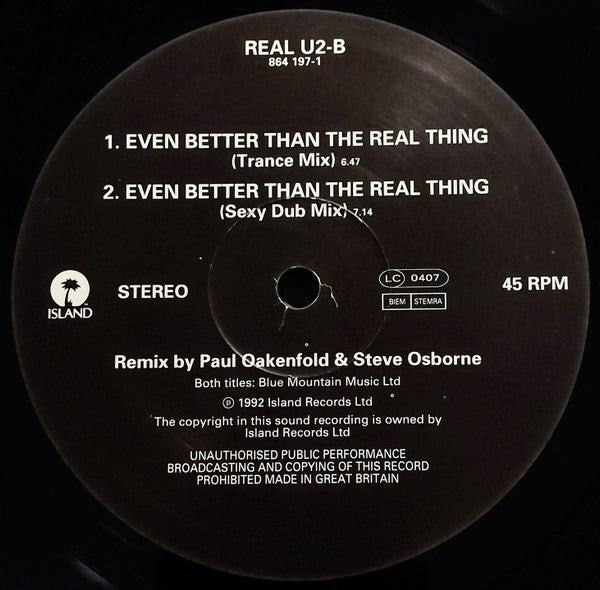 REAL U2-B
864 197-1
1. EVEN BETTER THAN THE REAL THING
(Trance Mix) 6.47
2. EVEN BETTER THAN THE REAL THING
(Sexy Dub Mix) 7.14
ISLAND
STEREO
LC 0407
BIEM STEMRA
45 RPM
Remix by Paul Oakenfold & Steve Osborne
Both titles: Blue Mountain Music Ltd
℗ 1992 Island Records Ltd
The copyright in this sound recording is owned by
Island Records Ltd
UNAUTHORISED PUBLIC PERFORMANCE
BROADCASTING AND COPYING OF THIS RECORD
PROHIBITED MADE IN GREAT BRITAIN